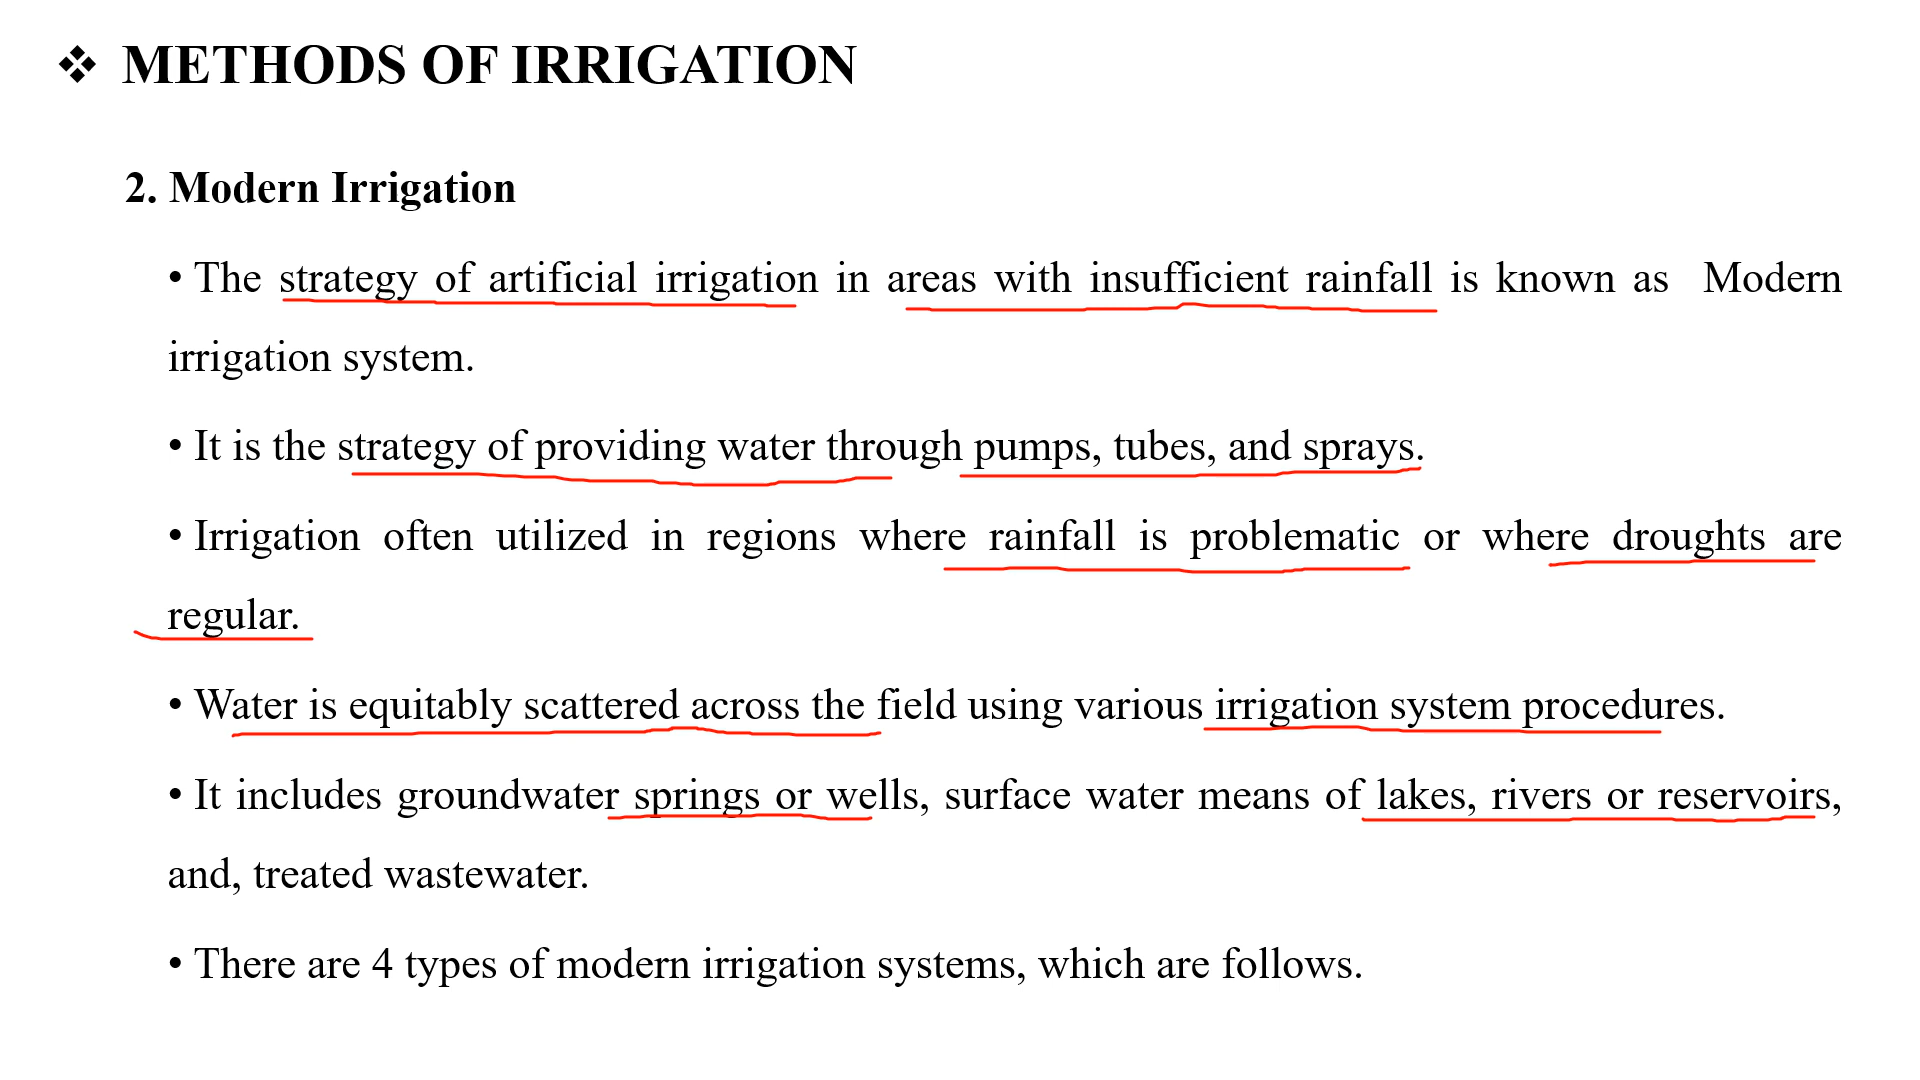 ❖ METHODS OF IRRIGATION
2. Modern Irrigation
• The strategy of artificial irrigation in areas with insufficient rainfall is known as Modern
irrigation system.
• It is the strategy of providing water through pumps, tubes, and sprays.
• Irrigation often utilized in regions where rainfall is problematic or where droughts are
regular.
• Water is equitably scattered across the field using various irrigation system procedures.
• It includes groundwater springs or wells, surface water means of lakes, rivers or reservoirs,
and, treated wastewater.
• There are 4 types of modern irrigation systems, which are follows.